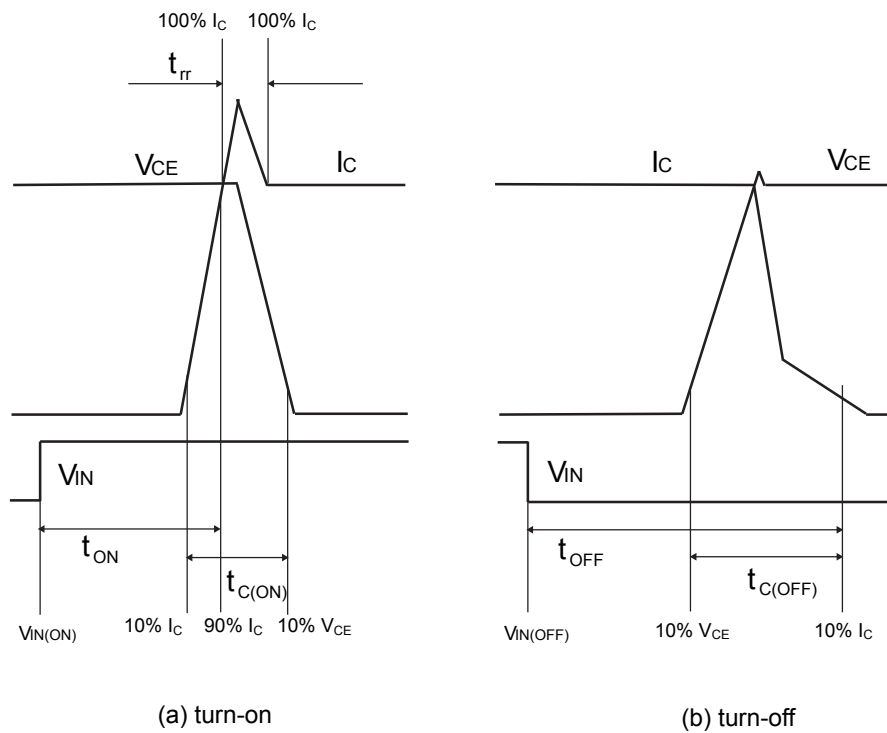 100% IC 100% IC
trr
VCE IC
VIN
tON
tC(ON)
VIN(ON) 10% IC 90% IC 10% VCE
(a) turn-on
IC VCE
VIN
tOFF
tC(OFF)
VIN(OFF) 10% VCE 10% IC
(b) turn-off